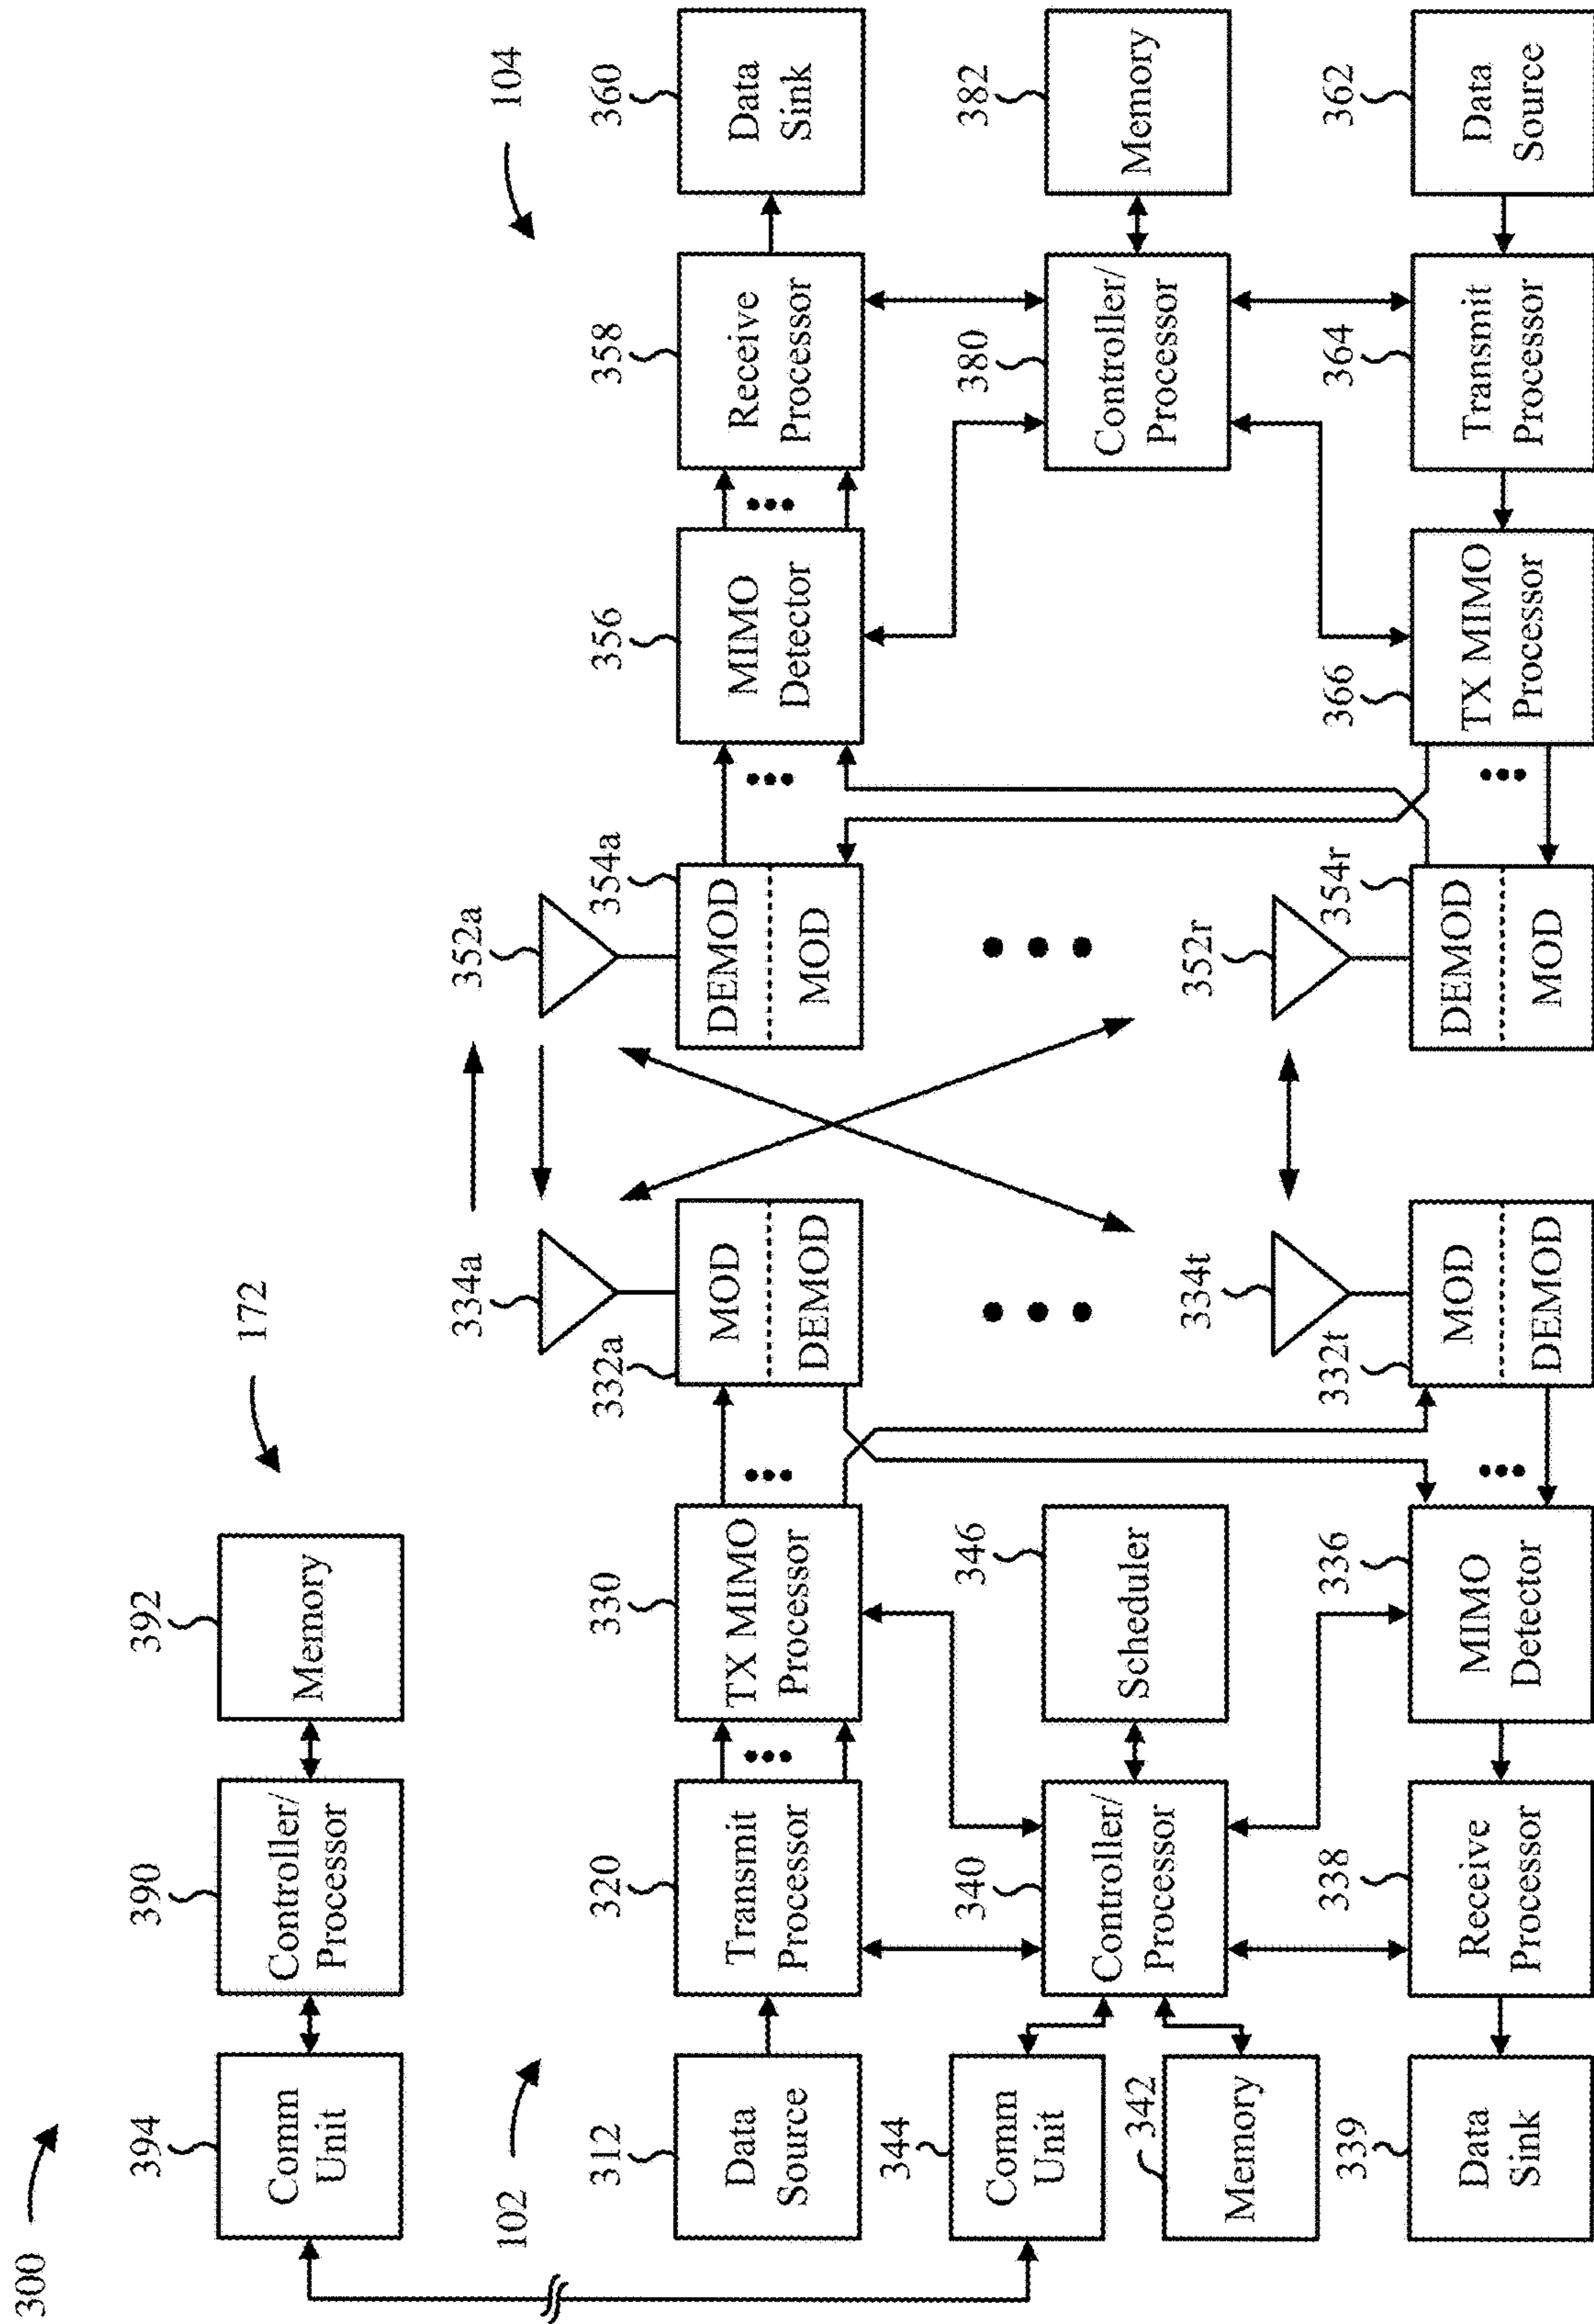 300
394
Comm
Unit
390
Controller/
Processor
392
Memory
172
102
104
312
Data
Source
320
Transmit
Processor
330
TX MIMO
Processor
332a
MOD
DEMOD
334a
352a
354a
DEMOD
MOD
356
MIMO
Detector
358
Receive
Processor
360
Data
Sink
344
Comm
Unit
342
Memory
340
Controller/
Processor
346
Scheduler
380
Controller/
Processor
382
Memory
339
Data
Sink
338
Receive
Processor
336
MIMO
Detector
332t
MOD
DEMOD
334t
352r
354r
DEMOD
MOD
366
TX MIMO
Processor
364
Transmit
Processor
362
Data
Source